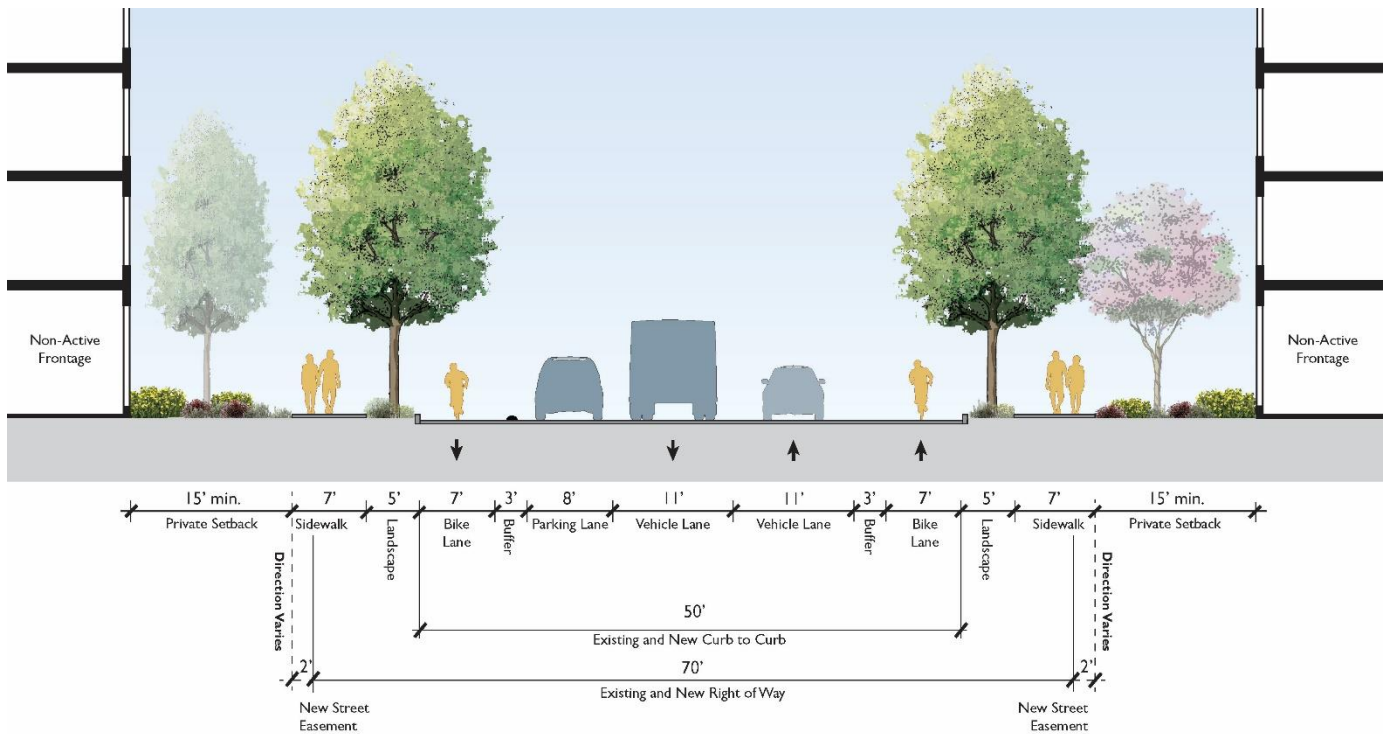 Non-Active
Frontage
Non-Active
Frontage
15' min.
7'
5'
7'
3'
8'
11'
11'
3'
7'
5'
7'
15' min.
Private Setback
Sidewalk
Landscape
Bike
Lane
Buffer
Parking Lane
Vehicle Lane
Vehicle Lane
Buffer
Bike
Lane
Landscape
Sidewalk
Private Setback
Direction Varies
Direction Varies
50'
Existing and New Curb to Curb
2'
70'
2'
Existing and New Right of Way
New Street
Easement
New Street
Easement